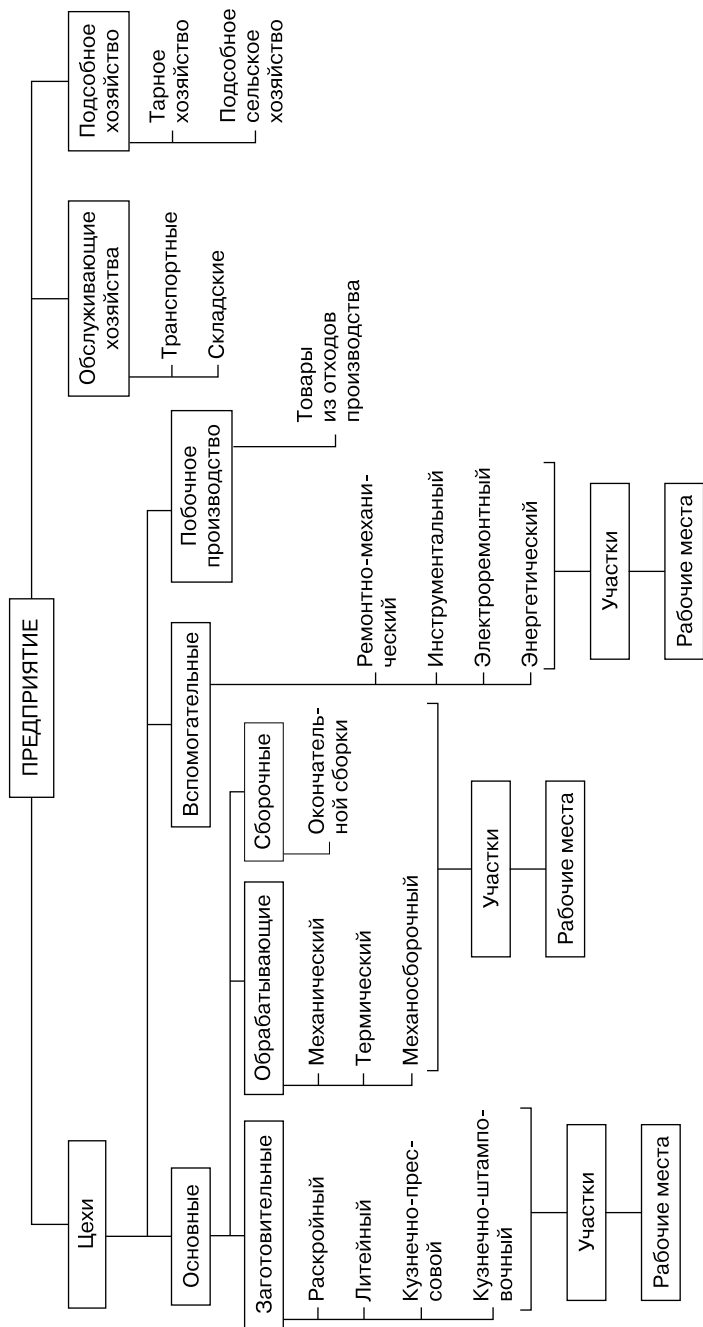 ПРЕДПРИЯТИЕ
Цехи
Обслуживающие
хозяйства
Подсобное
хозяйство
Транспортные
Складские
Тарное
хозяйство
Подсобное
сельское
хозяйство
Основные
Вспомогательные
Побочное
производство
Товары
из отходов
производства
Заготовительные
Обрабатывающие
Сборочные
Раскройный
Литейный
Кузнечно-прес-
совой
Кузнечно-штампо-
вочный
Механический
Термический
Механосборочный
Окончатель-
ной сборки
Ремонтно-механи-
ческий
Инструментальный
Электроремонтный
Энергетический
Участки
Рабочие места
Участки
Рабочие места
Участки
Рабочие места